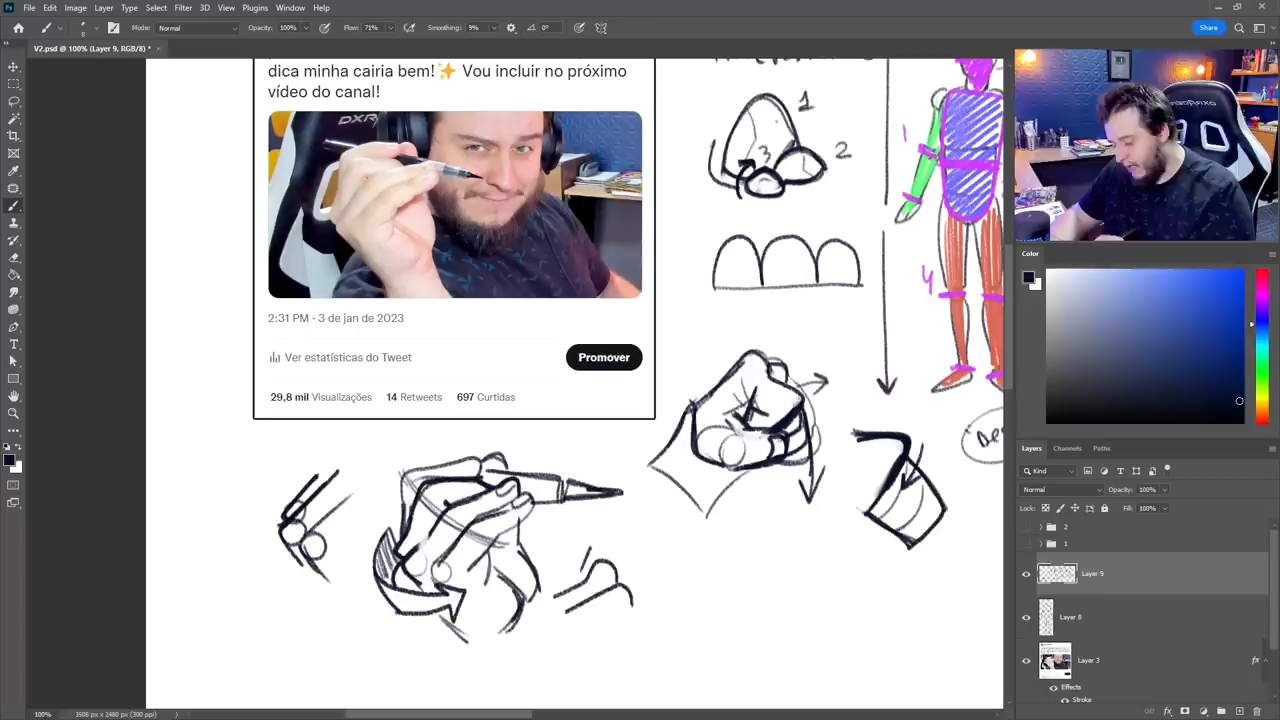 File Edit Image Layer Type Select Filter 3D View Plugins Window Help
Mode: Normal Opacity: 100% Flow: 71% Smoothing: 9% 0° Share
V2.psd @ 100% (Layer 9, RGB/8) *
dica minha cairia bem!✨ Vou incluir no próximo
vídeo do canal!
DXR
2:31 PM · 3 de jan de 2023
Ver estatísticas do Tweet
Promover
29,8 mil Visualizações 14 Retweets 697 Curtidas
1
2
3
1
4
Color
Layers Channels Paths
Kind
Normal Opacity: 100%
Lock: Fill: 100%
2
1
Layer 9
Layer 8
Layer 3 fx
Effects
Stroke
100% 3508 px x 2480 px (300 ppi)